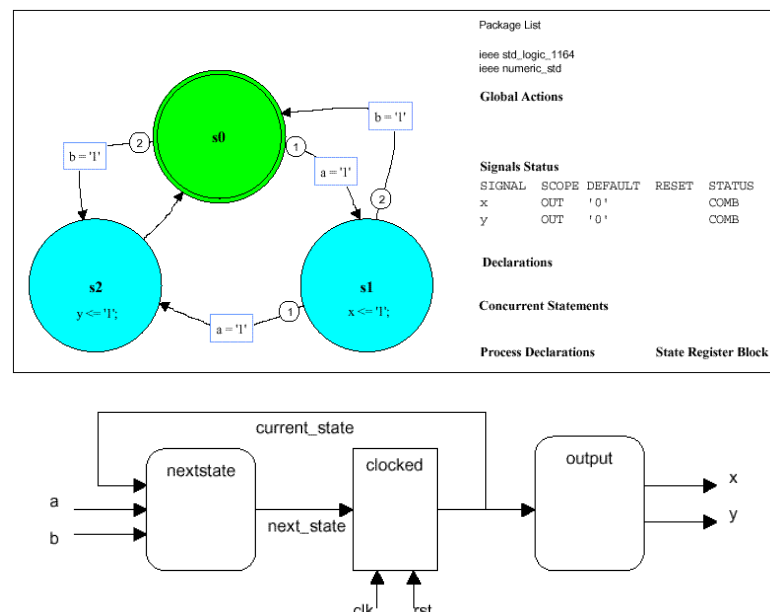 Package List
ieee std_logic_1164
ieee numeric_std
Global Actions
Signals Status
SIGNAL SCOPE DEFAULT RESET STATUS
x OUT '0' COMB
y OUT '0' COMB
Declarations
Concurrent Statements
Process Declarations State Register Block
s0
b = '1'
2
1
a = '1'
b = '1'
2
s2
y <= '1';
a = '1'
1
s1
x <= '1';
current_state
nextstate
clocked
output
a
b
next_state
x
y
clk
rst